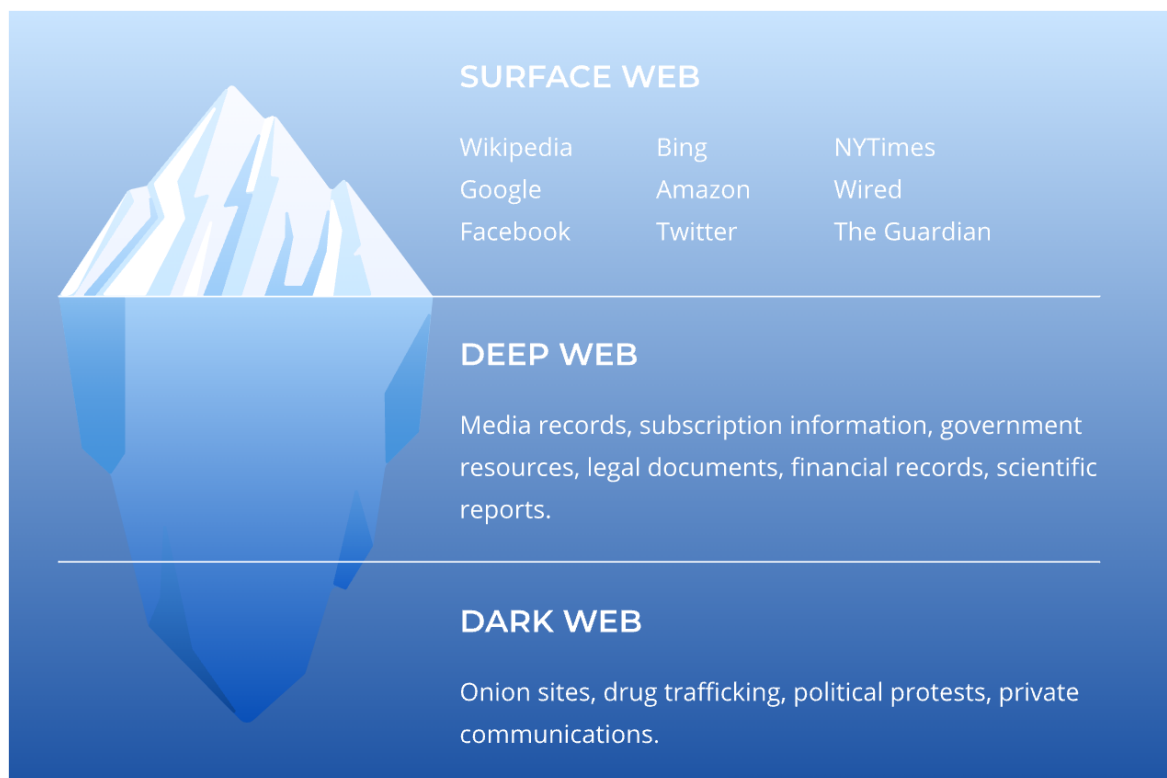 SURFACE WEB
Wikipedia Bing NYTimes
Google Amazon Wired
Facebook Twitter The Guardian
DEEP WEB
Media records, subscription information, government
resources, legal documents, financial records, scientific
reports.
DARK WEB
Onion sites, drug trafficking, political protests, private
communications.